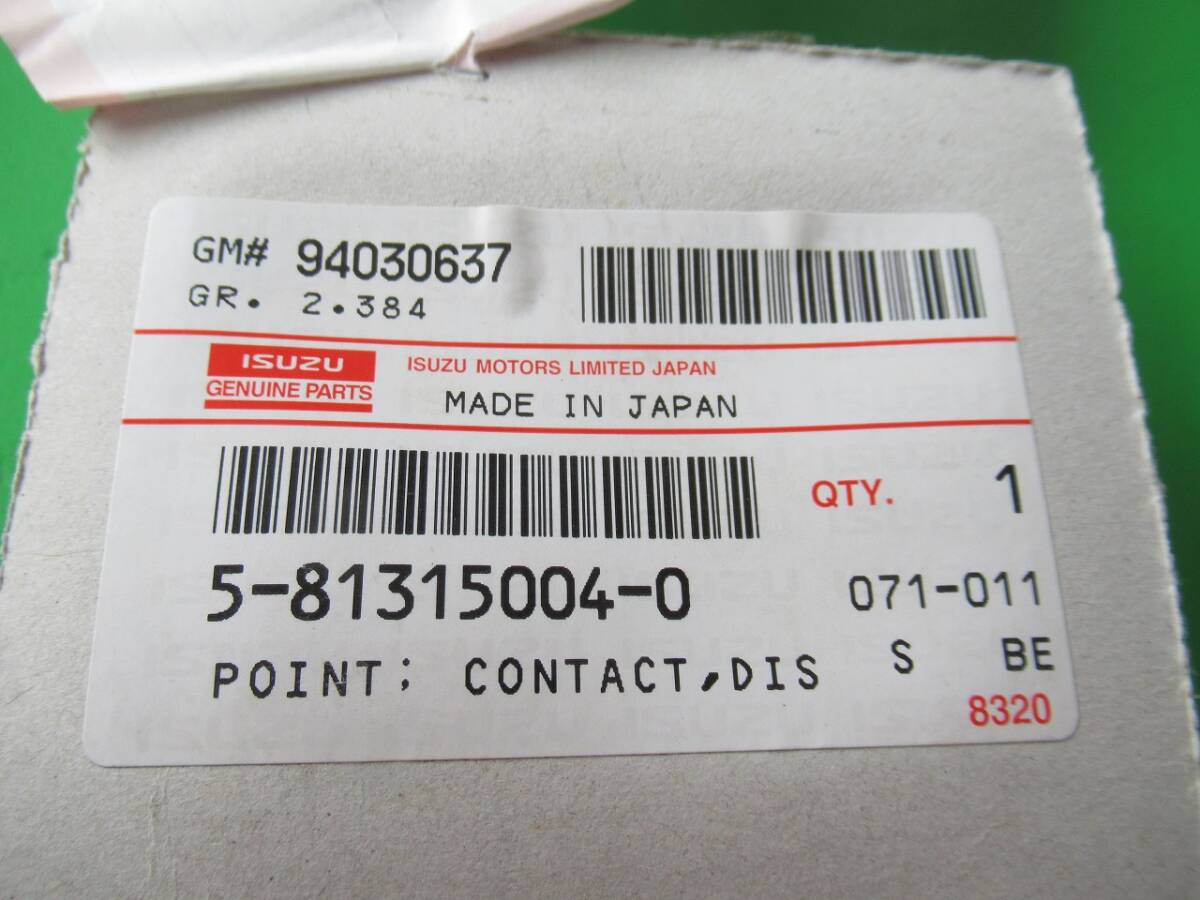 GM# 94030637
GR. 2.384
ISUZU
GENUINE PARTS
ISUZU MOTORS LIMITED JAPAN
MADE IN JAPAN
QTY. 1
5-81315004-0
071-011
POINT; CONTACT,DIS
S BE
8320